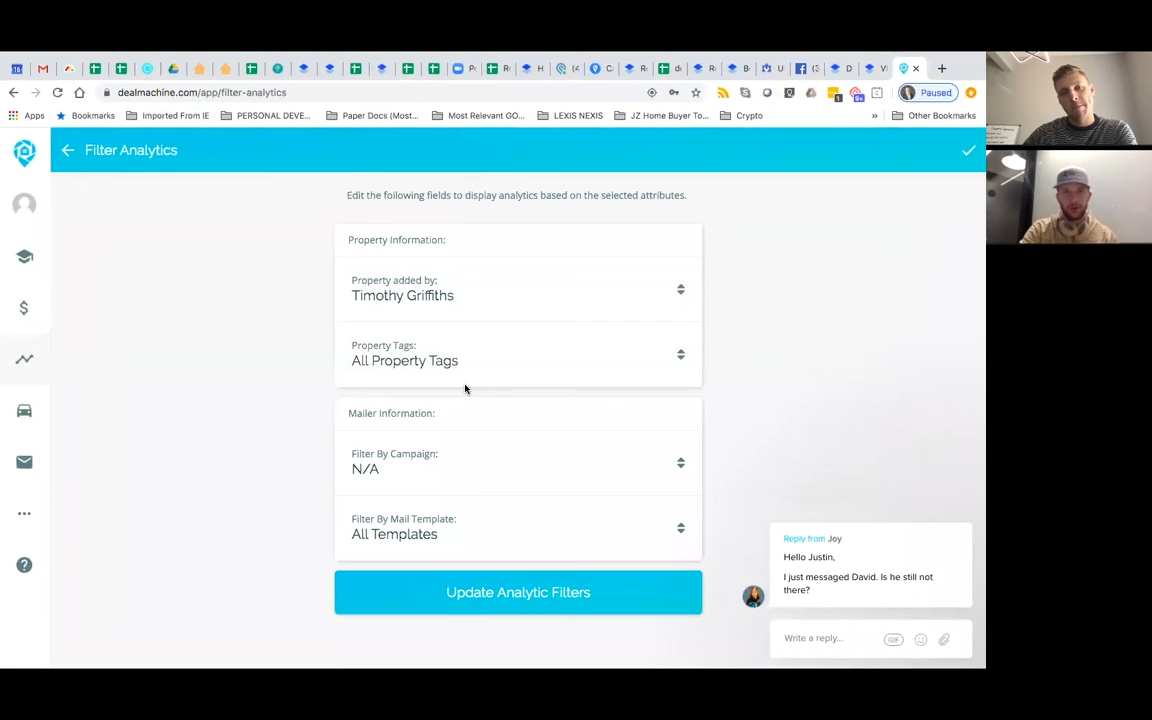 16
dealmachine.com/app/filter-analytics
Paused
Apps
Bookmarks
Imported From IE
PERSONAL DEVE...
Paper Docs (Most...
Most Relevant GO...
LEXIS NEXIS
JZ Home Buyer To...
Crypto
»
Other Bookmarks
Filter Analytics
Edit the following fields to display analytics based on the selected attributes.
Property Information:
Property added by:
Timothy Griffiths
Property Tags:
All Property Tags
Mailer Information:
Filter By Campaign:
N/A
Filter By Mail Template:
All Templates
Update Analytic Filters
Reply from Joy
Hello Justin,
I just messaged David. Is he still not
there?
Write a reply...
GIF